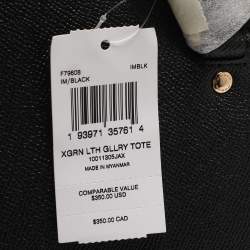 F79608 IMBLK
IM/BLACK
1 93971 35761 4
XGRN LTH GLLRY TOTE
10011305JAX
MADE IN MYANMAR
COMPARABLE VALUE
$350.00 USD
$350.00 CAD